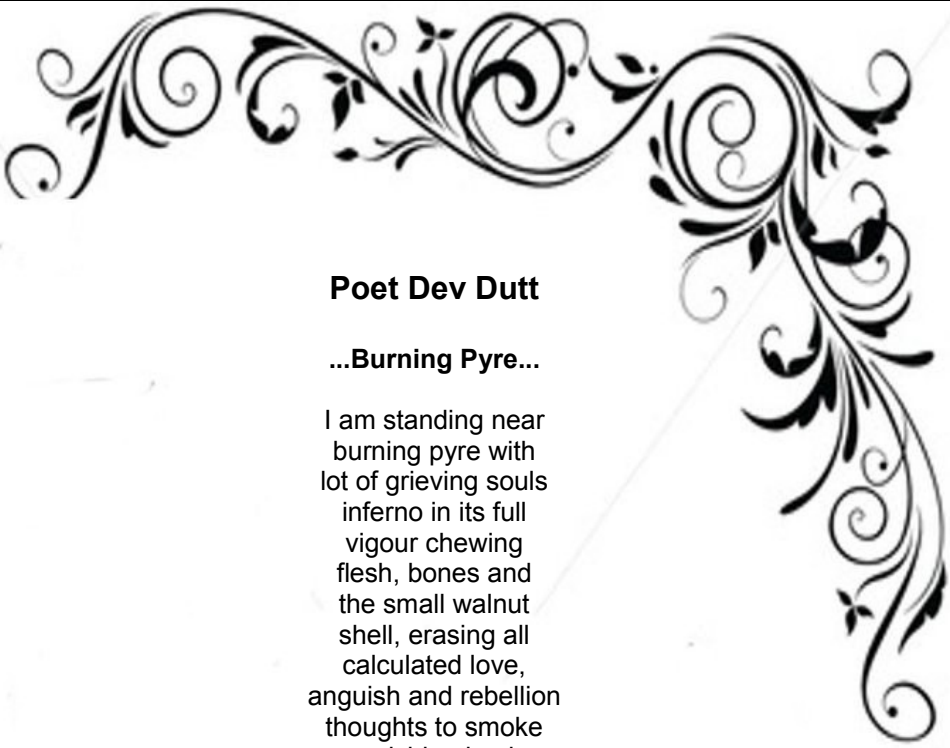 Poet Dev Dutt
...Burning Pyre...
I am standing near
burning pyre with
lot of grieving souls
inferno in its full
vigour chewing
flesh, bones and
the small walnut
shell, erasing all
calculated love,
anguish and rebellion
thoughts to smoke